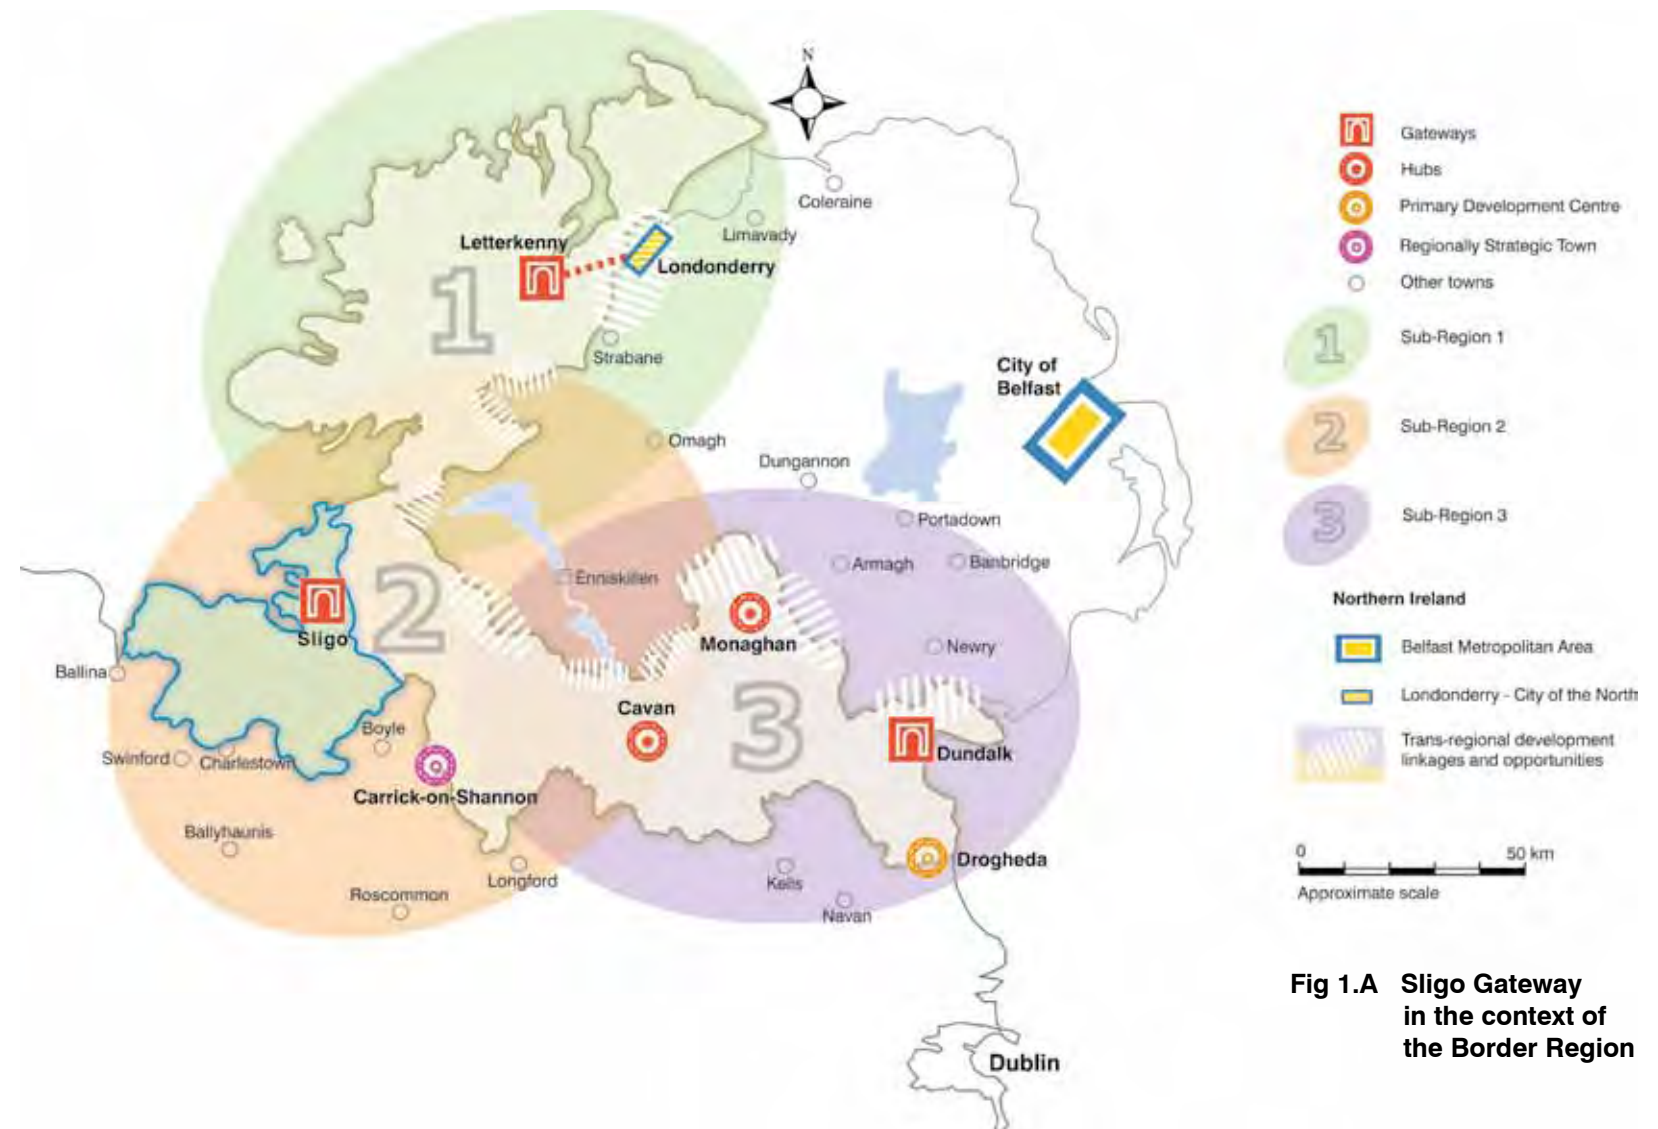 N
Coleraine
Limavady
Letterkenny
Londonderry
1
Strabane
City of
Belfast
Omagh
Dungannon
Portadown
Armagh
Banbridge
Enniskillen
2
Sligo
Monaghan
Newry
Ballina
Cavan
3
Boyle
Dundalk
Swinford
Charlestown
Carrick-on-Shannon
Ballyhaunis
Drogheda
Longford
Kells
Roscommon
Navan
Dublin
Gateways
Hubs
Primary Development Centre
Regionally Strategic Town
Other towns
1 Sub-Region 1
2 Sub-Region 2
3 Sub-Region 3
Northern Ireland
Belfast Metropolitan Area
Londonderry - City of the North
Trans-regional development
linkages and opportunities
0 50 km
Approximate scale
Fig 1.A Sligo Gateway
in the context of
the Border Region